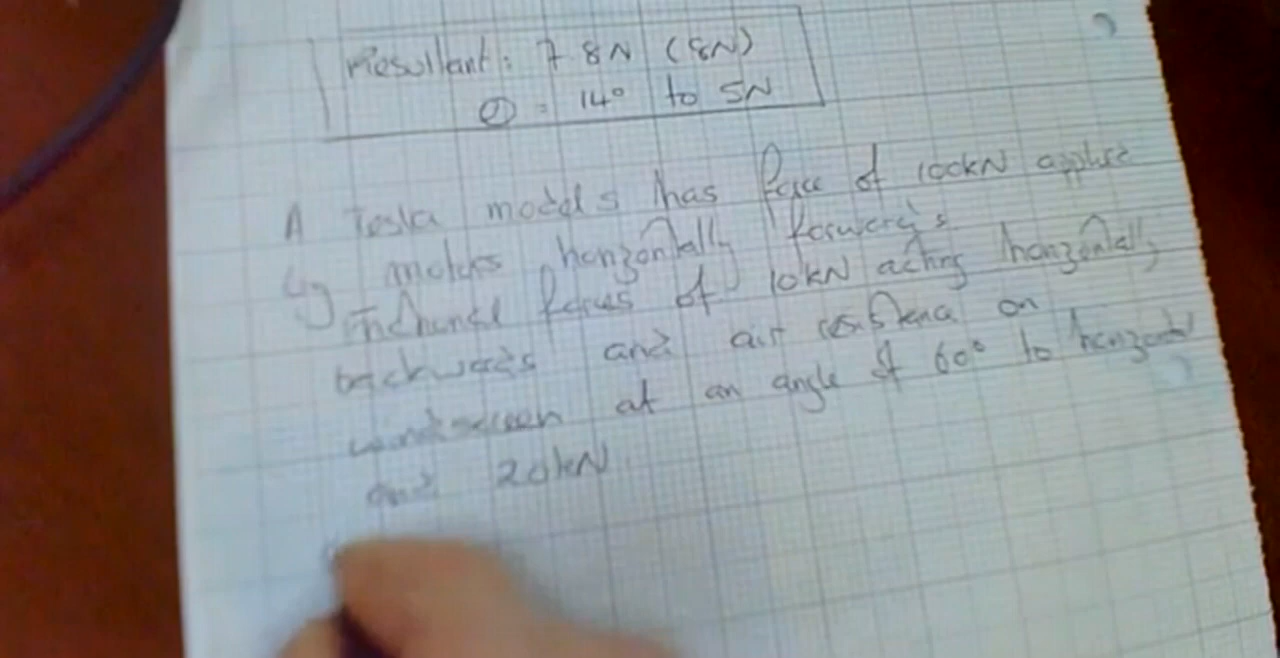 Resultant: 7.8N (8N)
θ = 14° to 5N
A Tesla model s has force of 100kN applied
by motors horizontally forwards.
forces of 10kN acting horizontally
backwards and air resistance on
windscreen at an angle of 60° to horizontal
and 20kN.